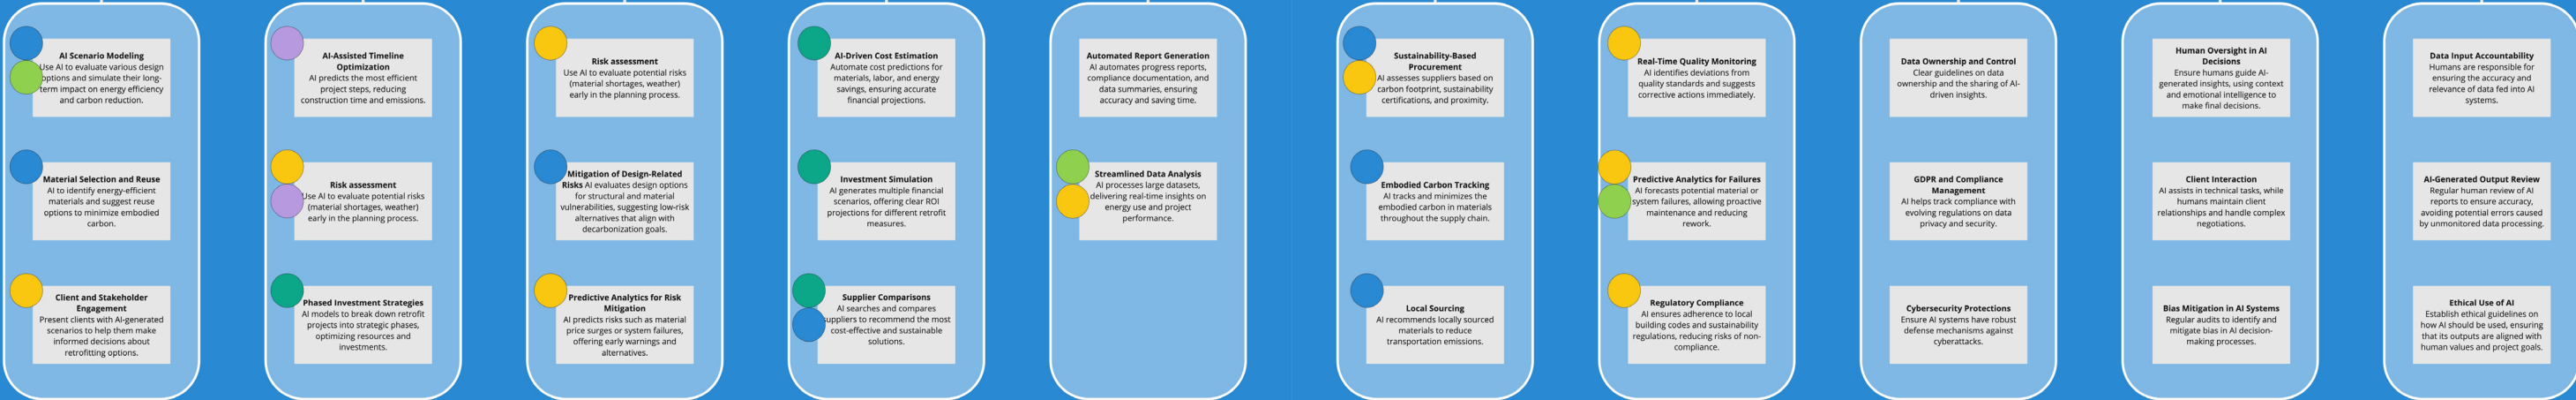 AI Scenario Modeling
Use AI to evaluate various design
options and simulate their long-
term impact on energy efficiency
and carbon reduction.
Material Selection and Reuse
AI to identify energy-efficient
materials and suggest reuse
options to minimize embodied
carbon.
Client and Stakeholder
Engagement
Present clients with AI-generated
scenarios to help them make
informed decisions about
retrofitting options.
AI-Assisted Timeline
Optimization
AI predicts the most efficient
project steps, reducing
construction time and emissions.
Risk assessment
Use AI to evaluate potential risks
(material shortages, weather)
early in the planning process.
Phased Investment Strategies
AI models to break down retrofit
projects into strategic phases,
optimizing resources and
investments.
Risk assessment
Use AI to evaluate potential risks
(material shortages, weather)
early in the planning process.
Mitigation of Design-Related
Risks AI evaluates design options
for structural and material
vulnerabilities, suggesting low-risk
alternatives that align with
decarbonization goals.
Predictive Analytics for Risk
Mitigation
AI predicts risks such as material
price surges or system failures,
offering early warnings and
alternatives.
AI-Driven Cost Estimation
Automate cost predictions for
materials, labor, and energy
savings, ensuring accurate
financial projections.
Investment Simulation
AI generates multiple financial
scenarios, offering clear ROI
projections for different retrofit
measures.
Supplier Comparisons
AI searches and compares
suppliers to recommend the most
cost-effective and sustainable
solutions.
Automated Report Generation
AI automates progress reports,
compliance documentation, and
data summaries, ensuring
accuracy and saving time.
Streamlined Data Analysis
AI processes large datasets,
delivering real-time insights on
energy use and project
performance.
Sustainability-Based
Procurement
AI assesses suppliers based on
carbon footprint, sustainability
certifications, and proximity.
Embodied Carbon Tracking
AI tracks and minimizes the
embodied carbon in materials
throughout the supply chain.
Local Sourcing
AI recommends locally sourced
materials to reduce
transportation emissions.
Real-Time Quality Monitoring
AI identifies deviations from
quality standards and suggests
corrective actions immediately.
Predictive Analytics for Failures
AI forecasts potential material or
system failures, allowing proactive
maintenance and reducing
rework.
Regulatory Compliance
AI ensures adherence to local
building codes and sustainability
regulations, reducing risks of non-
compliance.
Data Ownership and Control
Clear guidelines on data
ownership and the sharing of AI-
driven insights.
GDPR and Compliance
Management
AI helps track compliance with
evolving regulations on data
privacy and security.
Cybersecurity Protections
Ensure AI systems have robust
defense mechanisms against
cyberattacks.
Human Oversight in AI
Decisions
Ensure humans guide AI-
generated insights, using context
and emotional intelligence to
make final decisions.
Client Interaction
AI assists in technical tasks, while
humans maintain client
relationships and handle complex
negotiations.
Bias Mitigation in AI Systems
Regular audits to identify and
mitigate bias in AI decision-
making processes.
Data Input Accountability
Humans are responsible for
ensuring the accuracy and
relevance of data fed into AI
systems.
AI-Generated Output Review
Regular human review of AI
reports to ensure accuracy,
avoiding potential errors caused
by unmonitored data processing.
Ethical Use of AI
Establish ethical guidelines on
how AI should be used, ensuring
that its outputs are aligned with
human values and project goals.